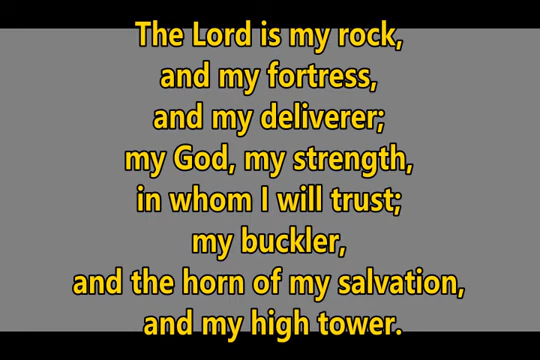 The Lord is my rock,
and my fortress,
and my deliverer;
my God, my strength,
in whom I will trust;
my buckler,
and the horn of my salvation,
and my high tower.